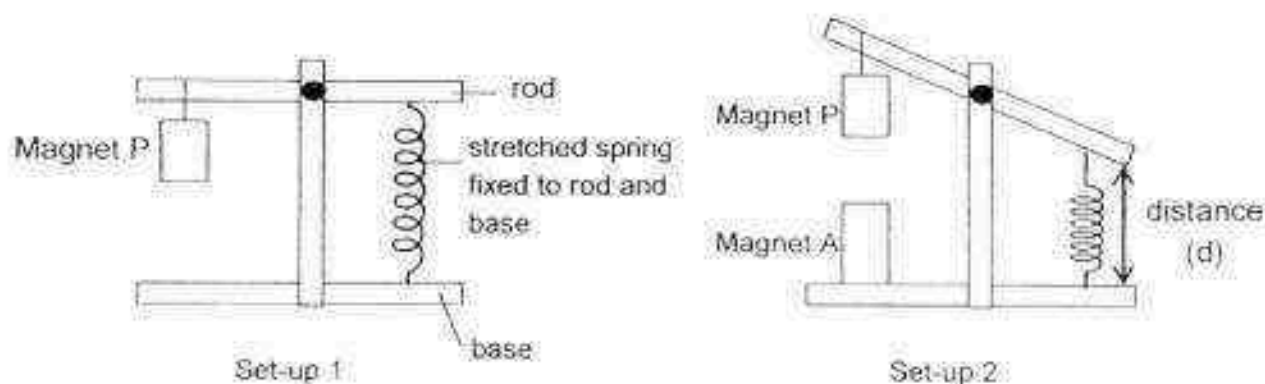 rod
Magnet P
stretched spring
fixed to rod and
base
base
Set-up 1
Magnet P
Magnet A
distance
(d)
Set-up 2